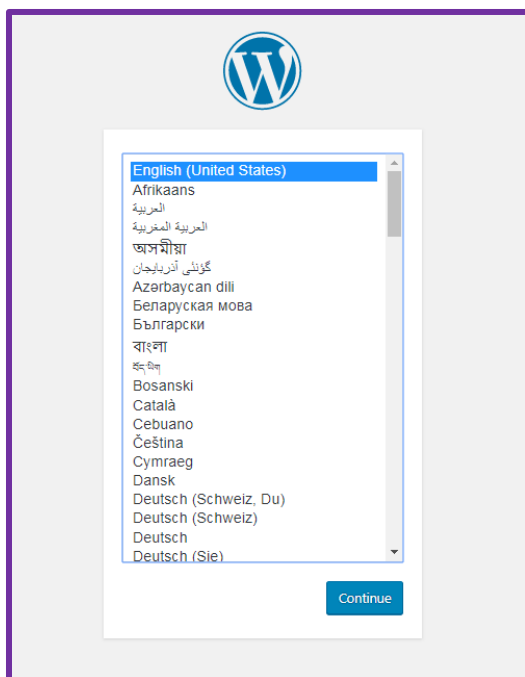 English (United States)
Afrikaans
العربية
العربية المغربية
অসমীয়া
گؤنئی آذربایجان
Azərbaycan dili
Беларуская мова
Български
বাংলা
བོད་ཡིག
Bosanski
Català
Cebuano
Čeština
Cymraeg
Dansk
Deutsch (Schweiz, Du)
Deutsch (Schweiz)
Deutsch
Deutsch (Sie)
Continue